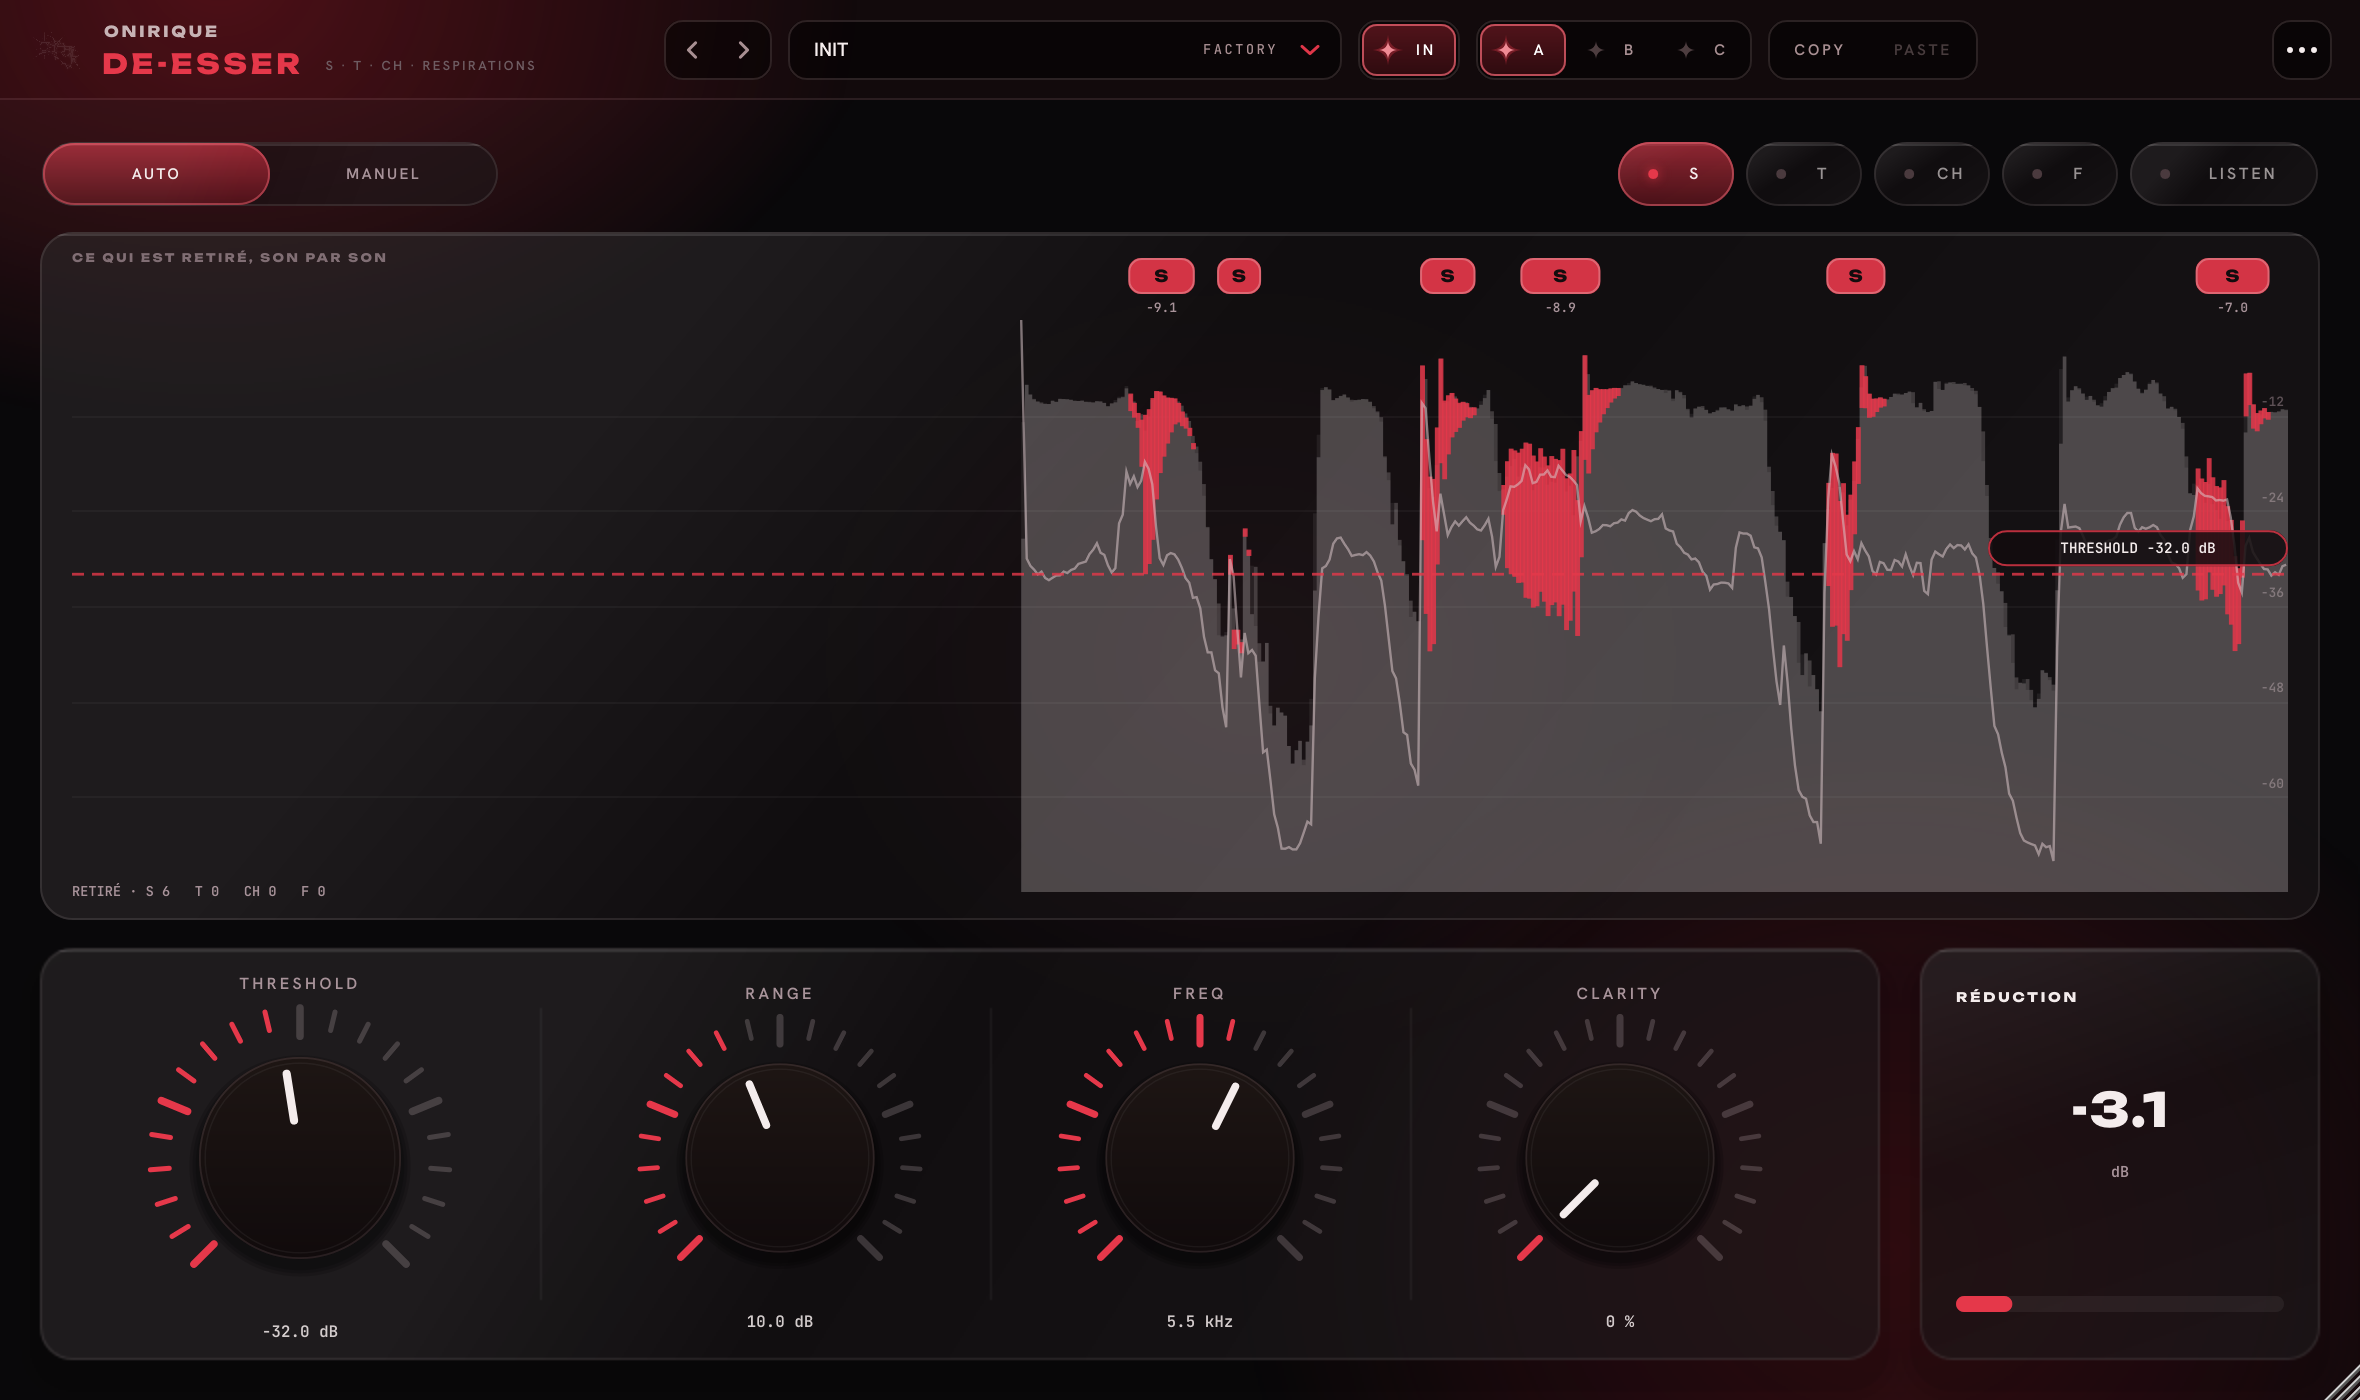 ONIRIQUE
DE-ESSER S · T · CH · RESPIRATIONS
INIT FACTORY IN A B C COPY PASTE
AUTO MANUEL S T CH F LISTEN
CE QUI EST RETIRÉ, SON PAR SON
S S S S S S
-9.1 -8.9 -7.0
-12
-24
THRESHOLD -32.0 dB
-36
-48
-60
RETIRÉ · S 6 T 0 CH 0 F 0
THRESHOLD RANGE FREQ CLARITY
-32.0 dB 10.0 dB 5.5 kHz 0 %
RÉDUCTION
-3.1
dB